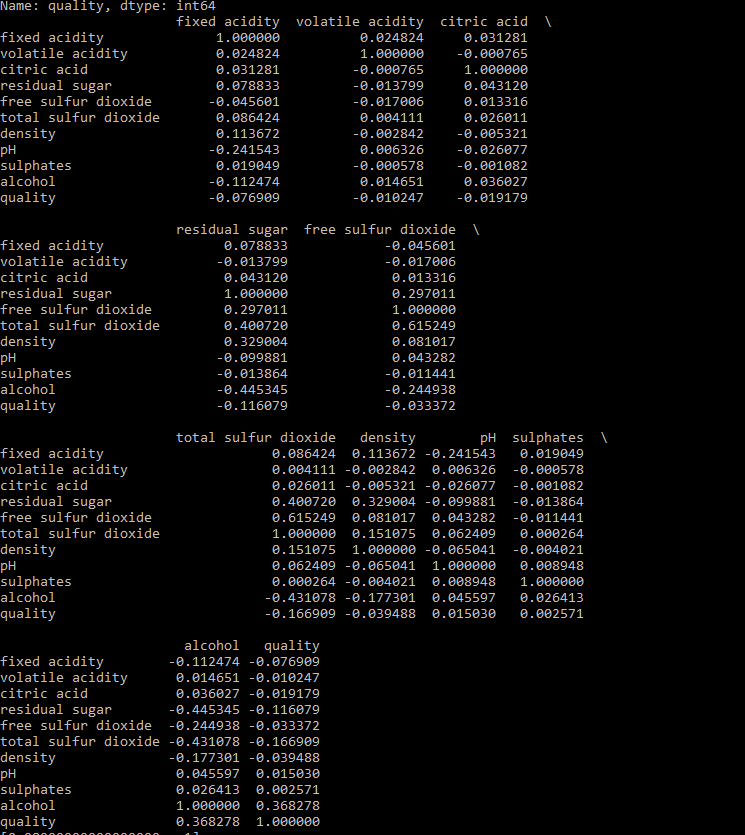 Name: quality, dtype: int64
                      fixed acidity  volatile acidity  citric acid  \
fixed acidity              1.000000          0.024824     0.031281
volatile acidity           0.024824          1.000000    -0.000765
citric acid                0.031281         -0.000765     1.000000
residual sugar             0.078833         -0.013799     0.043120
free sulfur dioxide       -0.045601         -0.017006     0.013316
total sulfur dioxide       0.086424          0.004111     0.026011
density                    0.113672         -0.002842    -0.005321
pH                        -0.241543          0.006326    -0.026077
sulphates                  0.019049         -0.000578    -0.001082
alcohol                   -0.112474          0.014651     0.036027
quality                   -0.076909         -0.010247    -0.019179
                      residual sugar  free sulfur dioxide  \
fixed acidity               0.078833            -0.045601
volatile acidity           -0.013799            -0.017006
citric acid                 0.043120             0.013316
residual sugar              1.000000             0.297011
free sulfur dioxide         0.297011             1.000000
total sulfur dioxide        0.400720             0.615249
density                     0.329004             0.081017
pH                         -0.099881             0.043282
sulphates                  -0.013864            -0.011441
alcohol                    -0.445345            -0.244938
quality                    -0.116079            -0.033372
                      total sulfur dioxide   density        pH  sulphates  \
fixed acidity                     0.086424  0.113672 -0.241543   0.019049
volatile acidity                  0.004111 -0.002842  0.006326  -0.000578
citric acid                       0.026011 -0.005321 -0.026077  -0.001082
residual sugar                    0.400720  0.329004 -0.099881  -0.013864
free sulfur dioxide               0.615249  0.081017  0.043282  -0.011441
total sulfur dioxide              1.000000  0.151075  0.062409   0.000264
density                           0.151075  1.000000 -0.065041  -0.004021
pH                                0.062409 -0.065041  1.000000   0.008948
sulphates                         0.000264 -0.004021  0.008948   1.000000
alcohol                          -0.431078 -0.177301  0.045597   0.026413
quality                          -0.166909 -0.039488  0.015030   0.002571
                       alcohol   quality
fixed acidity        -0.112474 -0.076909
volatile acidity      0.014651 -0.010247
citric acid           0.036027 -0.019179
residual sugar       -0.445345 -0.116079
free sulfur dioxide  -0.244938 -0.033372
total sulfur dioxide -0.431078 -0.166909
density              -0.177301 -0.039488
pH                    0.045597  0.015030
sulphates             0.026413  0.002571
alcohol               1.000000  0.368278
quality               0.368278  1.000000